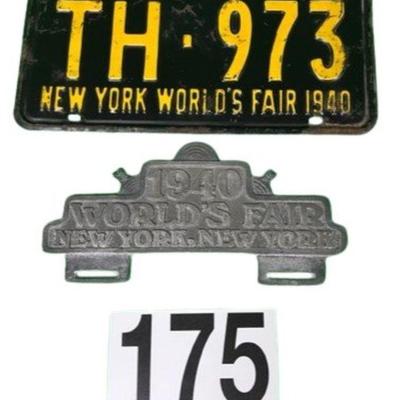 TH·973
NEW YORK WORLD'S FAIR 1940
1940
WORLD'S FAIR
NEW YORK, NEW YORK
175